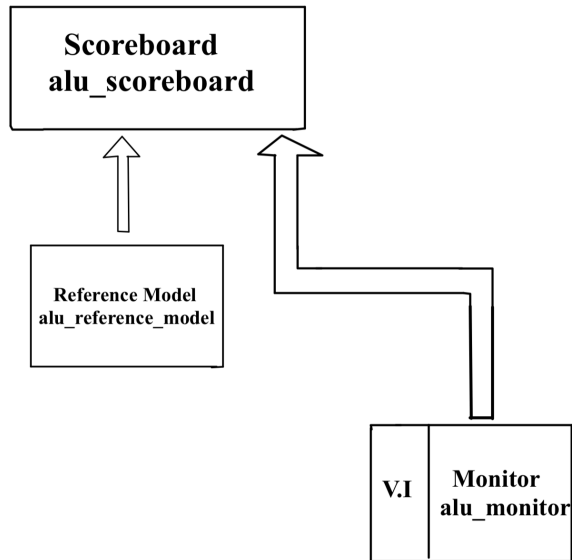 Scoreboard
alu_scoreboard
Reference Model
alu_reference_model
V.I
Monitor
alu_monitor